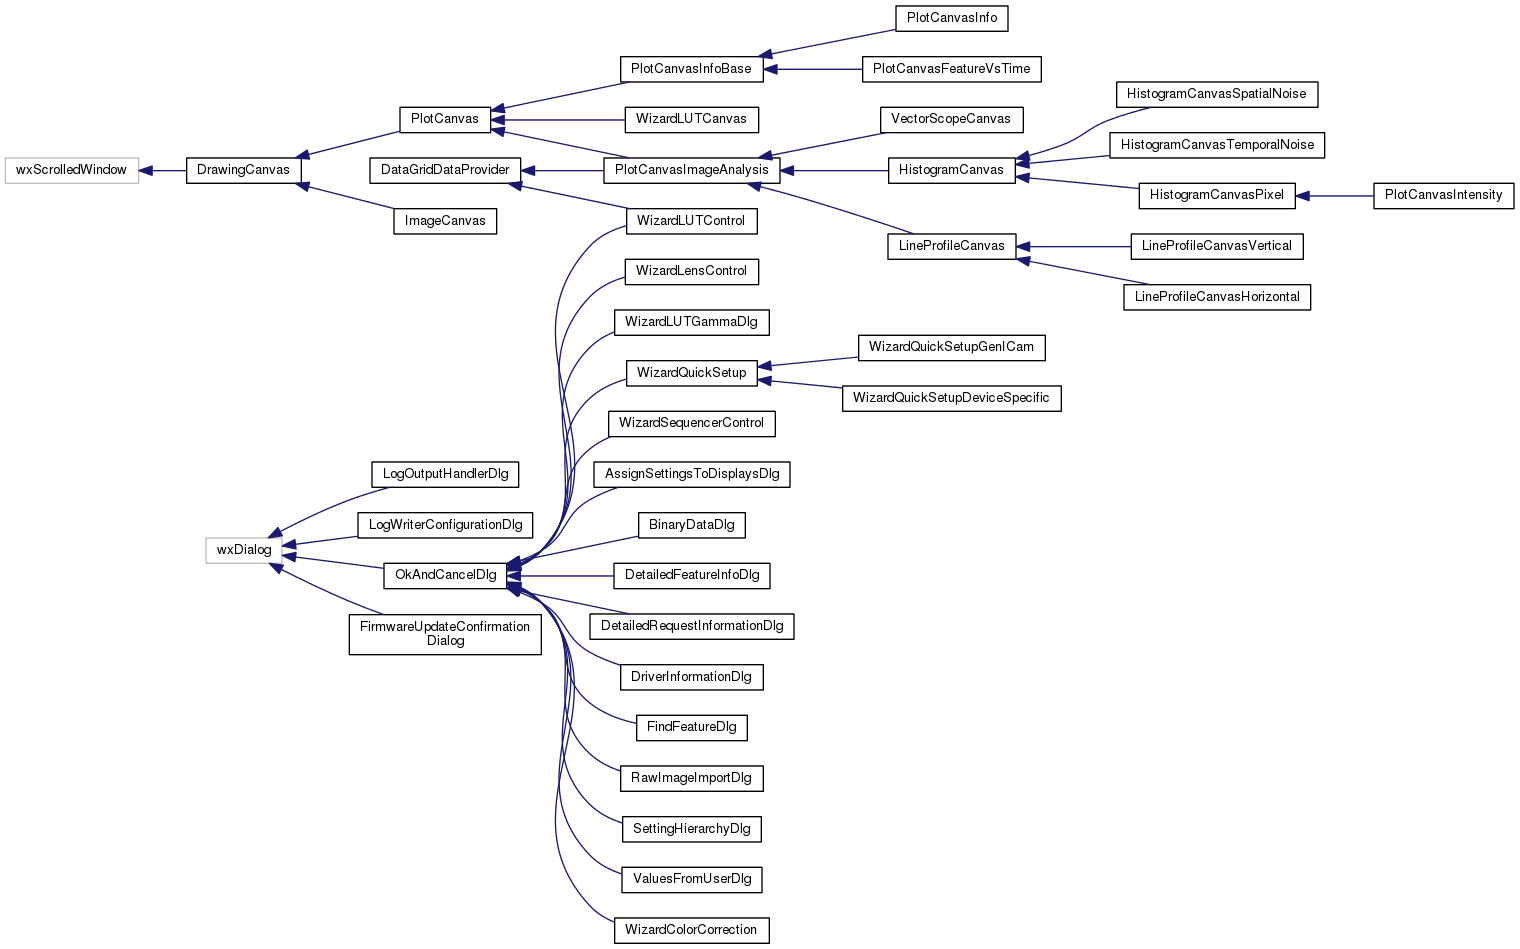 PlotCanvasInfo
PlotCanvasInfoBase
PlotCanvasFeatureVsTime
HistogramCanvasSpatialNoise
PlotCanvas
WizardLUTCanvas
VectorScopeCanvas
HistogramCanvasTemporalNoise
wxScrolledWindow
DrawingCanvas
DataGridDataProvider
PlotCanvasImageAnalysis
HistogramCanvas
HistogramCanvasPixel
PlotCanvasIntensity
ImageCanvas
WizardLUTControl
LineProfileCanvas
LineProfileCanvasVertical
WizardLensControl
LineProfileCanvasHorizontal
WizardLUTGammaDlg
WizardQuickSetupGenICam
WizardQuickSetup
WizardQuickSetupDeviceSpecific
WizardSequencerControl
LogOutputHandlerDlg
AssignSettingsToDisplaysDlg
LogWriterConfigurationDlg
BinaryDataDlg
wxDialog
OkAndCancelDlg
DetailedFeatureInfoDlg
FirmwareUpdateConfirmation
Dialog
DetailedRequestInformationDlg
DriverInformationDlg
FindFeatureDlg
RawImageImportDlg
SettingHierarchyDlg
ValuesFromUserDlg
WizardColorCorrection